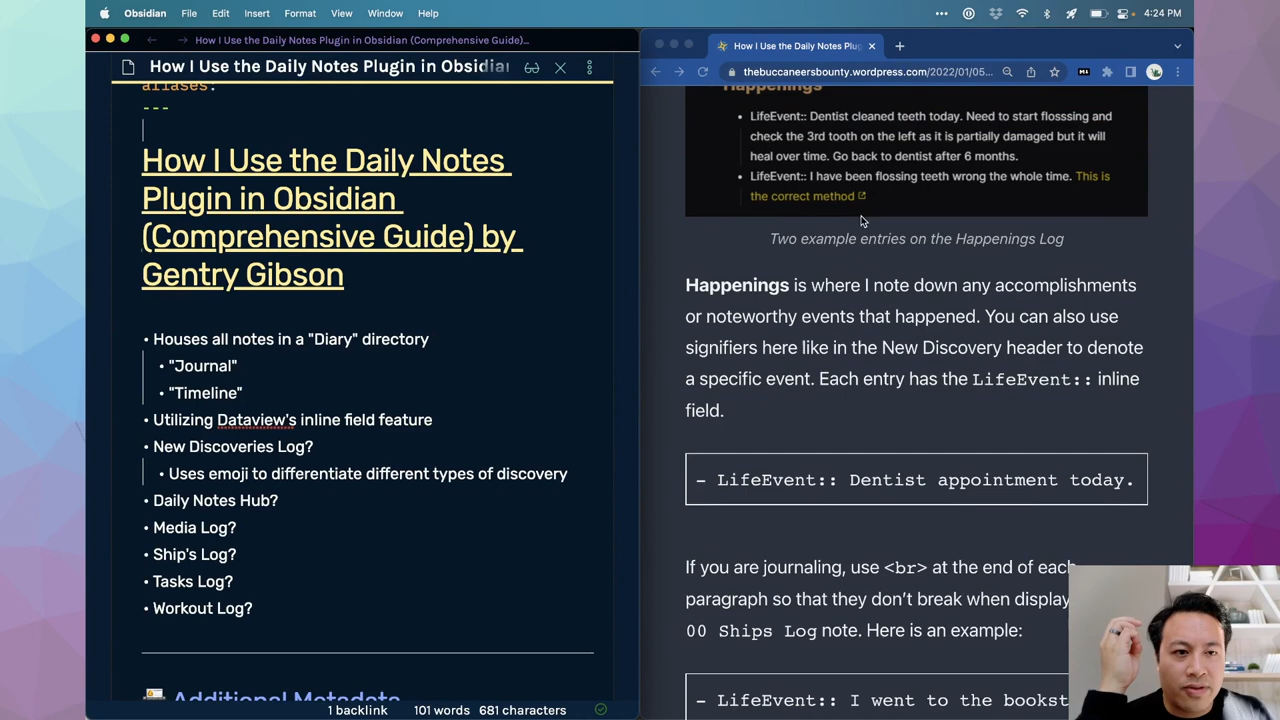 Obsidian File Edit Insert Format View Window Help
••• 4:24 PM
How I Use the Daily Notes Plugin in Obsidian (Comprehensive Guide)...
How I Use the Daily Notes Plugin in Obsidian
aliases:
---
How I Use the Daily Notes
Plugin in Obsidian
(Comprehensive Guide) by
Gentry Gibson
• Houses all notes in a "Diary" directory
• "Journal"
• "Timeline"
• Utilizing Dataview's inline field feature
• New Discoveries Log?
• Uses emoji to differentiate different types of discovery
• Daily Notes Hub?
• Media Log?
• Ship's Log?
• Tasks Log?
• Workout Log?
Additional Metadata
1 backlink 101 words 681 characters
How I Use the Daily Notes Plug
thebuccaneersbounty.wordpress.com/2022/01/05...
Happenings
• LifeEvent:: Dentist cleaned teeth today. Need to start flosssing and
check the 3rd tooth on the left as it is partially damaged but it will
heal over time. Go back to dentist after 6 months.
• LifeEvent:: I have been flossing teeth wrong the whole time. This is
the correct method
Two example entries on the Happenings Log
Happenings is where I note down any accomplishments
or noteworthy events that happened. You can also use
signifiers here like in the New Discovery header to denote
a specific event. Each entry has the LifeEvent:: inline
field.
- LifeEvent:: Dentist appointment today.
If you are journaling, use <br> at the end of each
paragraph so that they don't break when display
00 Ships Log note. Here is an example:
- LifeEvent:: I went to the bookst